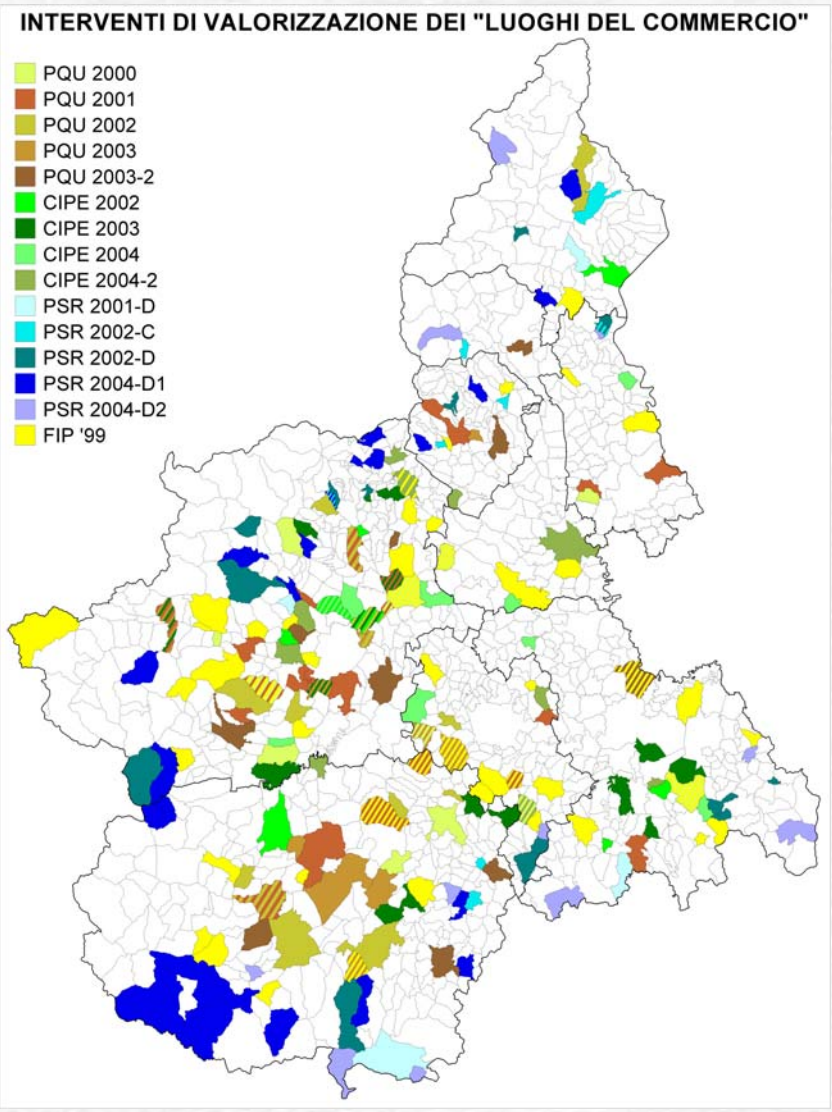 INTERVENTI DI VALORIZZAZIONE DEI "LUOGHI DEL COMMERCIO"
PQU 2000
PQU 2001
PQU 2002
PQU 2003
PQU 2003-2
CIPE 2002
CIPE 2003
CIPE 2004
CIPE 2004-2
PSR 2001-D
PSR 2002-C
PSR 2002-D
PSR 2004-D1
PSR 2004-D2
FIP '99